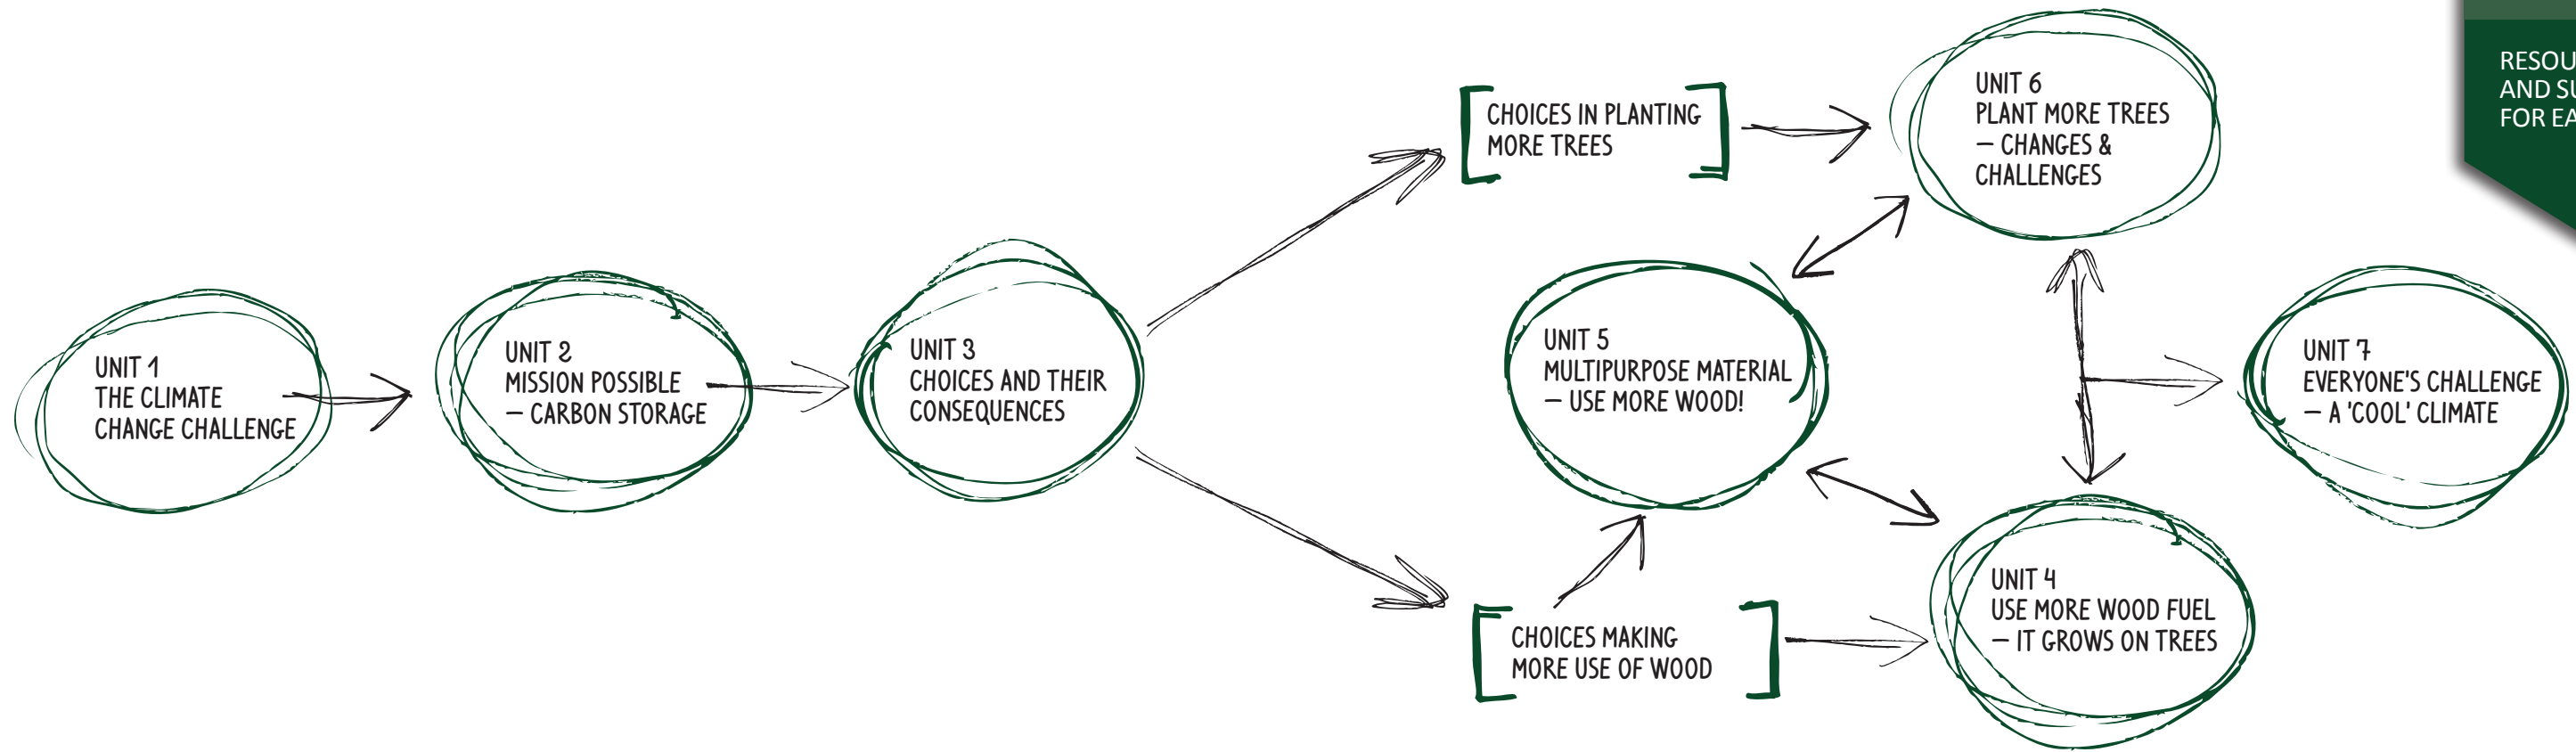 UNIT 1
THE CLIMATE
CHANGE CHALLENGE
UNIT 2
MISSION POSSIBLE
– CARBON STORAGE
UNIT 3
CHOICES AND THEIR
CONSEQUENCES
CHOICES IN PLANTING
MORE TREES
UNIT 6
PLANT MORE TREES
– CHANGES &
CHALLENGES
UNIT 5
MULTIPURPOSE MATERIAL
– USE MORE WOOD!
CHOICES MAKING
MORE USE OF WOOD
UNIT 4
USE MORE WOOD FUEL
– IT GROWS ON TREES
UNIT 7
EVERYONE'S CHALLENGE
– A 'COOL' CLIMATE
AND
FOR